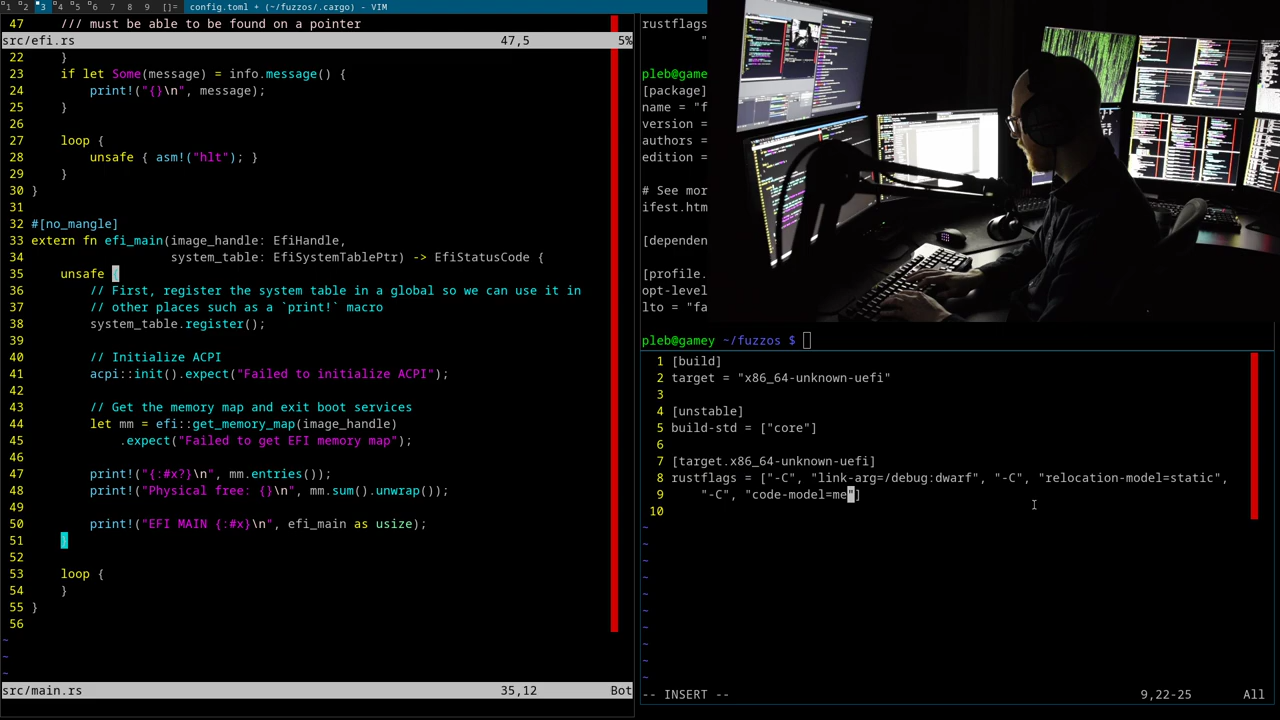 1 2 3 4 5 6 7 8 9 []= config.toml + (~/fuzzos/.cargo) - VIM
47 /// must be able to be found on a pointer
src/efi.rs 47,5 5%
22 }
23 if let Some(message) = info.message() {
24 print!("{}\n", message);
25 }
26
27 loop {
28 unsafe { asm!("hlt"); }
29 }
30 }
31
32 #[no_mangle]
33 extern fn efi_main(image_handle: EfiHandle,
34 system_table: EfiSystemTablePtr) -> EfiStatusCode {
35 unsafe {
36 // First, register the system table in a global so we can use it in
37 // other places such as a `print!` macro
38 system_table.register();
39
40 // Initialize ACPI
41 acpi::init().expect("Failed to initialize ACPI");
42
43 // Get the memory map and exit boot services
44 let mm = efi::get_memory_map(image_handle)
45 .expect("Failed to get EFI memory map");
46
47 print!("{:#x?}\n", mm.entries());
48 print!("Physical free: {}\n", mm.sum().unwrap());
49
50 print!("EFI MAIN {:#x}\n", efi_main as usize);
51 }
52
53 loop {
54 }
55 }
56
~
~
~
src/main.rs 35,12 Bot
rustflags
"
pleb@game
[package]
name = "f
version =
authors =
edition =
# See mor
ifest.htm
[dependen
[profile.
opt-level
lto = "fa
pleb@gamey ~/fuzzos $
1 [build]
2 target = "x86_64-unknown-uefi"
3
4 [unstable]
5 build-std = ["core"]
6
7 [target.x86_64-unknown-uefi]
8 rustflags = ["-C", "link-arg=/debug:dwarf", "-C", "relocation-model=static",
9 "-C", "code-model=me"]
10
~
~
~
~
~
~
~
~
~
~
-- INSERT -- 9,22-25 All